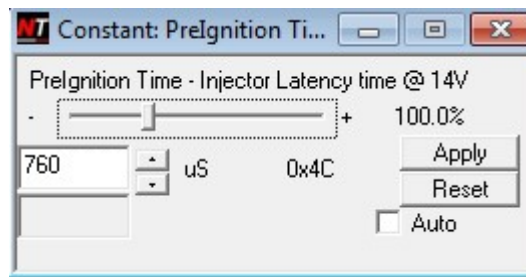 NT Constant: PreIgnition Ti...
PreIgnition Time - Injector Latency time @ 14V
- + 100.0%
760 uS 0x4C Apply
Reset
Auto